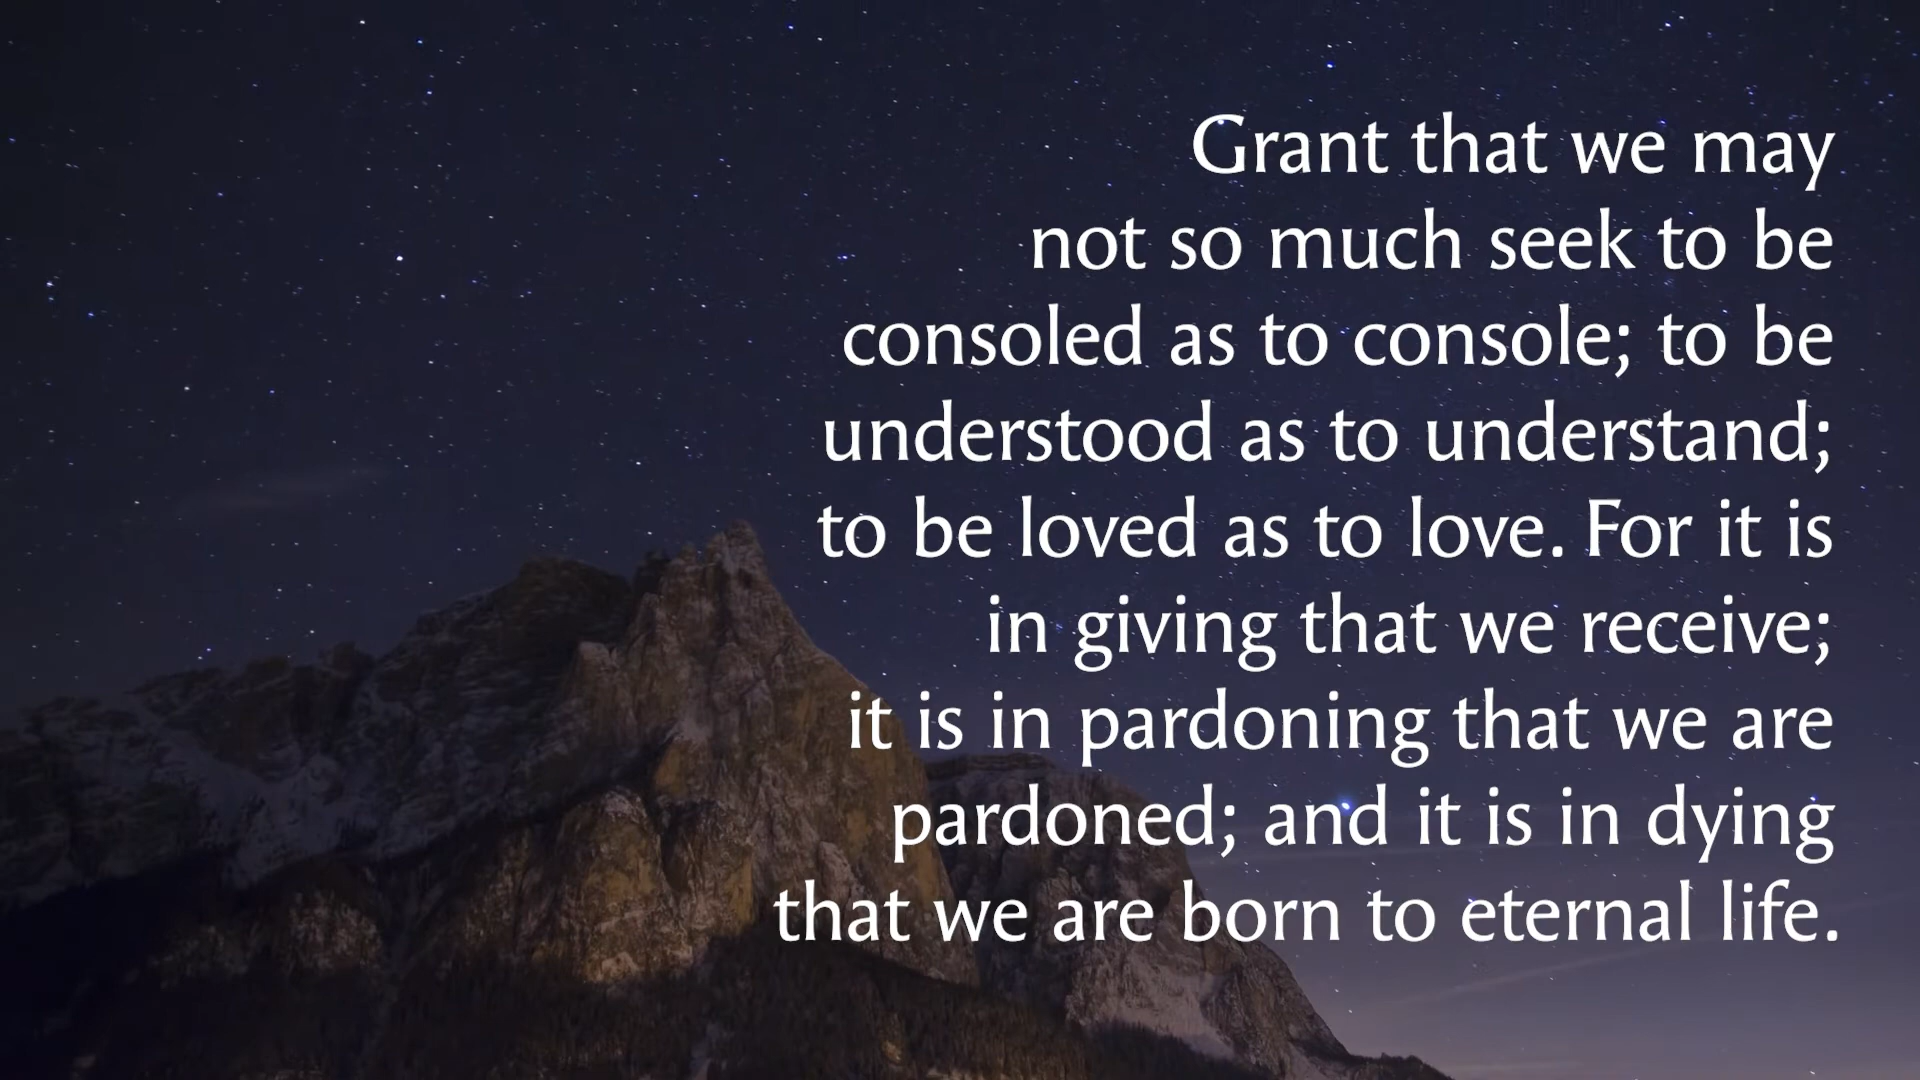 Grant that we may
not so much seek to be
consoled as to console; to be
understood as to understand;
to be loved as to love. For it is
in giving that we receive;
it is in pardoning that we are
pardoned; and it is in dying
that we are born to eternal life.